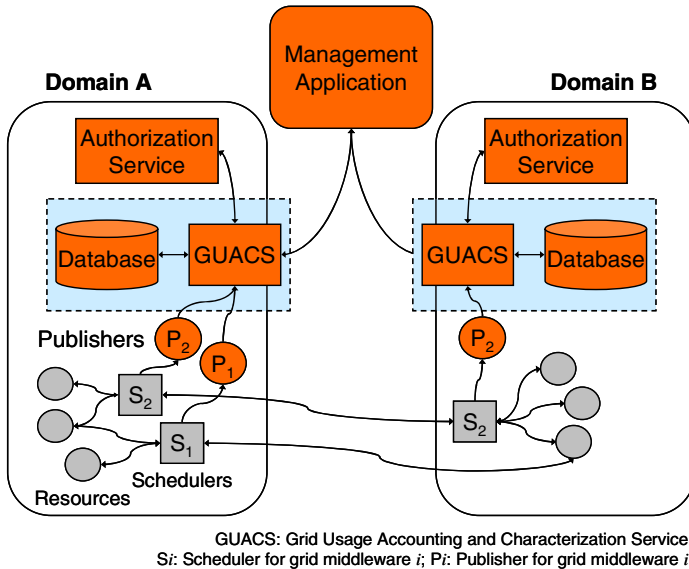 Management
Application
Domain A
Domain B
Authorization
Service
Authorization
Service
Database
GUACS
GUACS
Database
Publishers
P2
P1
P2
S2
S2
S1
Schedulers
Resources
GUACS: Grid Usage Accounting and Characterization Service
Si: Scheduler for grid middleware i; Pi: Publisher for grid middleware i